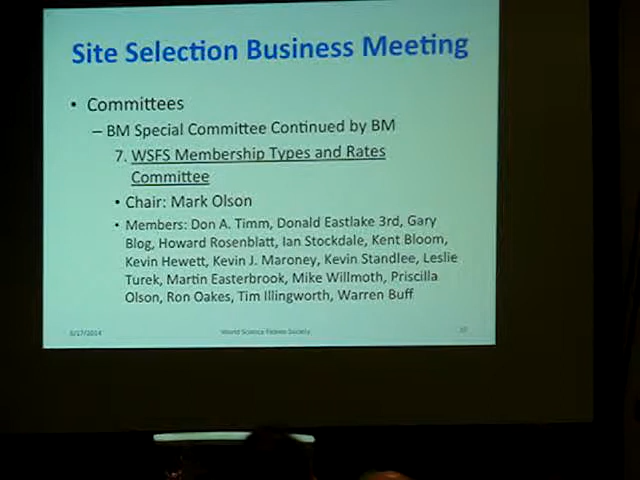 Site Selection Business Meeting
• Committees
– BM Special Committee Continued by BM
7. WSFS Membership Types and Rates
Committee
• Chair: Mark Olson
• Members: Don A. Timm, Donald Eastlake 3rd, Gary
Blog, Howard Rosenblatt, Ian Stockdale, Kent Bloom,
Kevin Hewett, Kevin J. Maroney, Kevin Standlee, Leslie
Turek, Martin Easterbrook, Mike Willmoth, Priscilla
Olson, Ron Oakes, Tim Illingworth, Warren Buff
8/17/2014 World Science Fiction Society